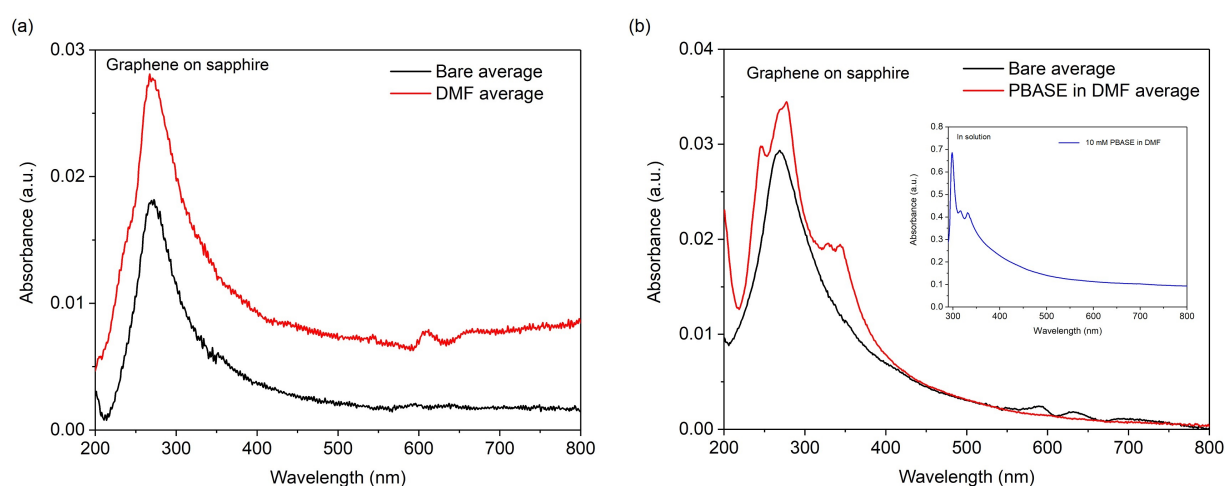 (a)
0.03
0.02
0.01
0.00
Absorbance (a.u.)
Graphene on sapphire
Bare average
DMF average
200 300 400 500 600 700 800
Wavelength (nm)
(b)
0.04
0.03
0.02
0.01
0.00
Absorbance (a.u.)
Graphene on sapphire
Bare average
PBASE in DMF average
0.8
0.7
0.6
0.5
0.4
0.3
0.2
0.1
0.0
Absorbance (a.u.)
In solution
10 mM PBASE in DMF
300 400 500 600 700 800
Wavelength (nm)
200 300 400 500 600 700 800
Wavelength (nm)